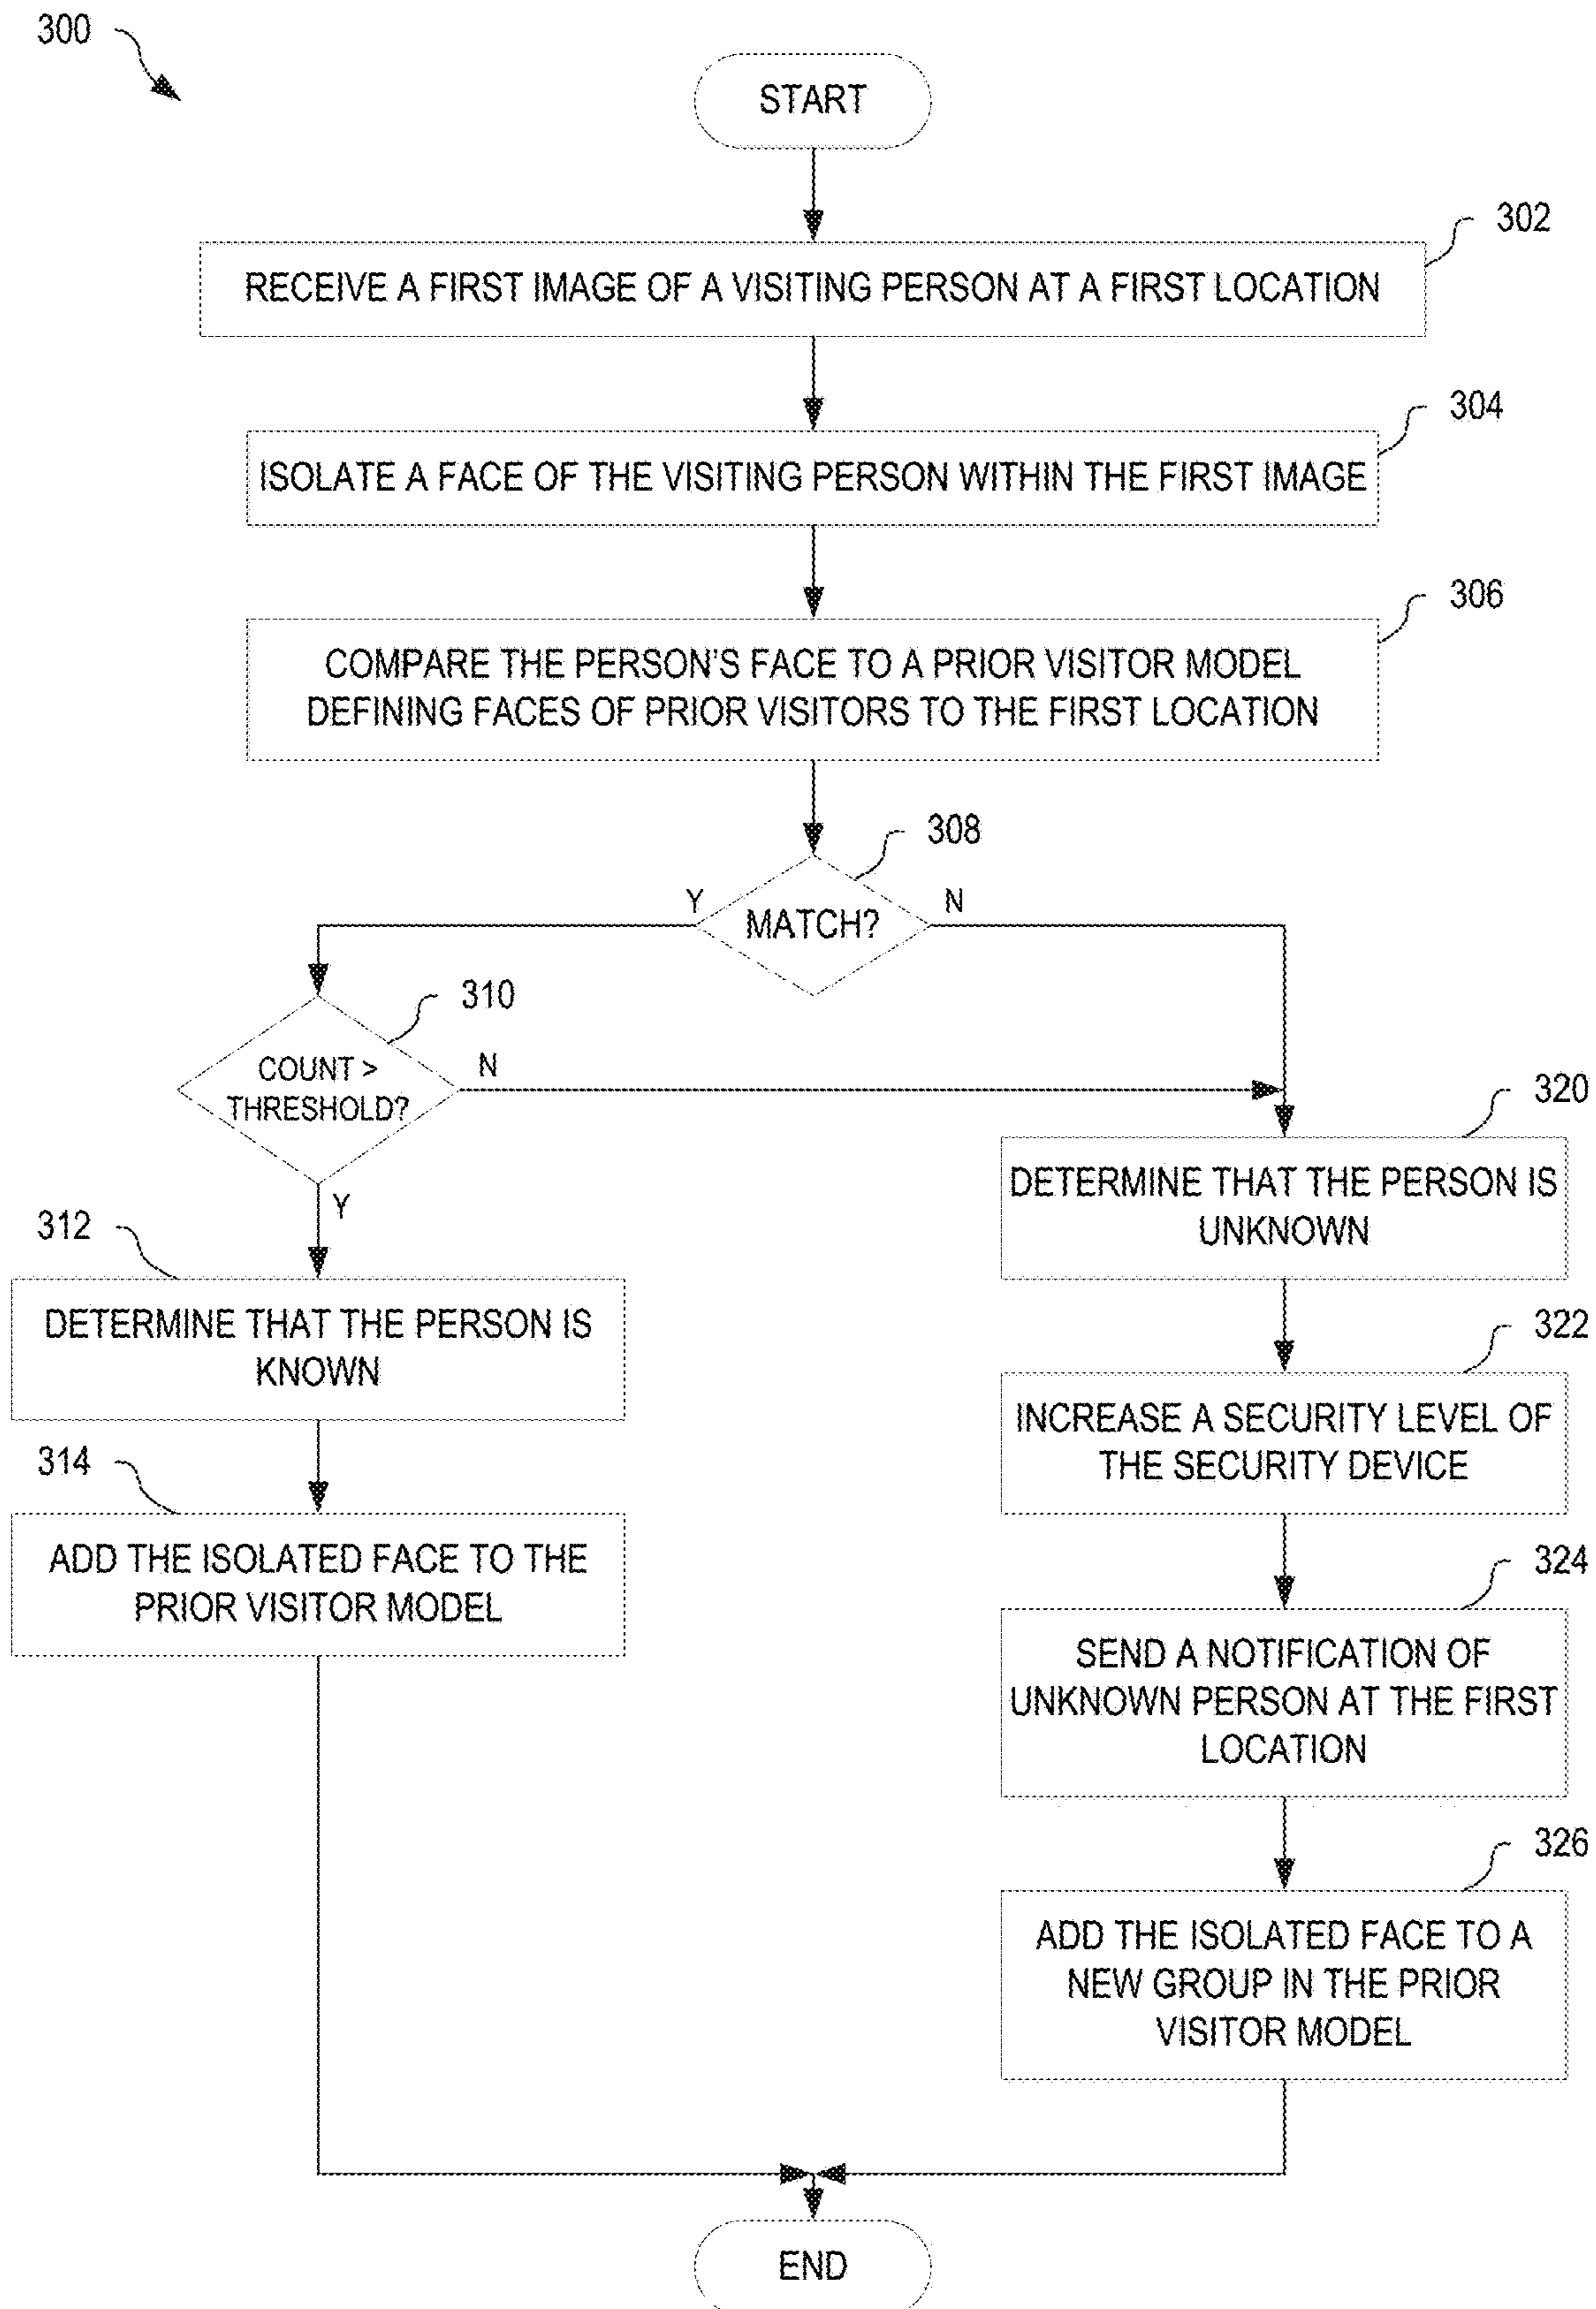 300
START
302
RECEIVE A FIRST IMAGE OF A VISITING PERSON AT A FIRST LOCATION
304
ISOLATE A FACE OF THE VISITING PERSON WITHIN THE FIRST IMAGE
306
COMPARE THE PERSON'S FACE TO A PRIOR VISITOR MODEL
DEFINING FACES OF PRIOR VISITORS TO THE FIRST LOCATION
308
Y
MATCH?
N
310
COUNT >
THRESHOLD?
N
Y
312
DETERMINE THAT THE PERSON IS
KNOWN
314
ADD THE ISOLATED FACE TO THE
PRIOR VISITOR MODEL
320
DETERMINE THAT THE PERSON IS
UNKNOWN
322
INCREASE A SECURITY LEVEL OF
THE SECURITY DEVICE
324
SEND A NOTIFICATION OF
UNKNOWN PERSON AT THE FIRST
LOCATION
326
ADD THE ISOLATED FACE TO A
NEW GROUP IN THE PRIOR
VISITOR MODEL
END